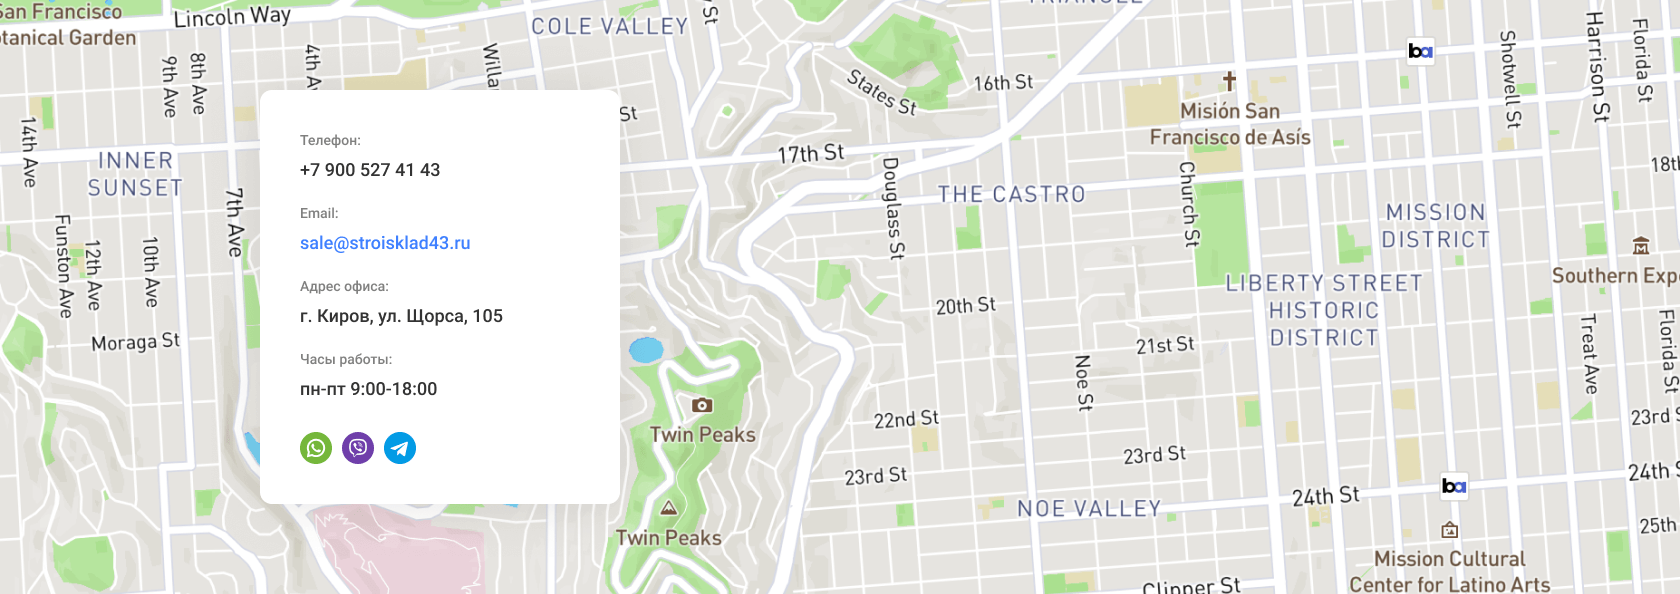 San Francisco
Botanical Garden
Lincoln Way
COLE VALLEY
16th St
States St
Misión San
Francisco de Asís
Harrison St
Florida St
Shotwell St
ba
8th Ave
9th Ave
14th Ave
INNER
SUNSET
7th Ave
Funston Ave
12th Ave
10th Ave
Moraga St
Телефон:
+7 900 527 41 43
Email:
sale@stroisklad43.ru
Адрес офиса:
г. Киров, ул. Щорса, 105
Часы работы:
пн-пт 9:00-18:00
St
17th St
Douglass St
THE CASTRO
Church St
MISSION
DISTRICT
LIBERTY STREET
HISTORIC
DISTRICT
Southern Exp
20th St
21st St
Noe St
22nd St
23rd St
23rd St
Treat Ave
Florida St
23rd S
24th St
24th
25th
ba
NOE VALLEY
Twin Peaks
Twin Peaks
Mission Cultural
Center for Latino Arts
Clipper St